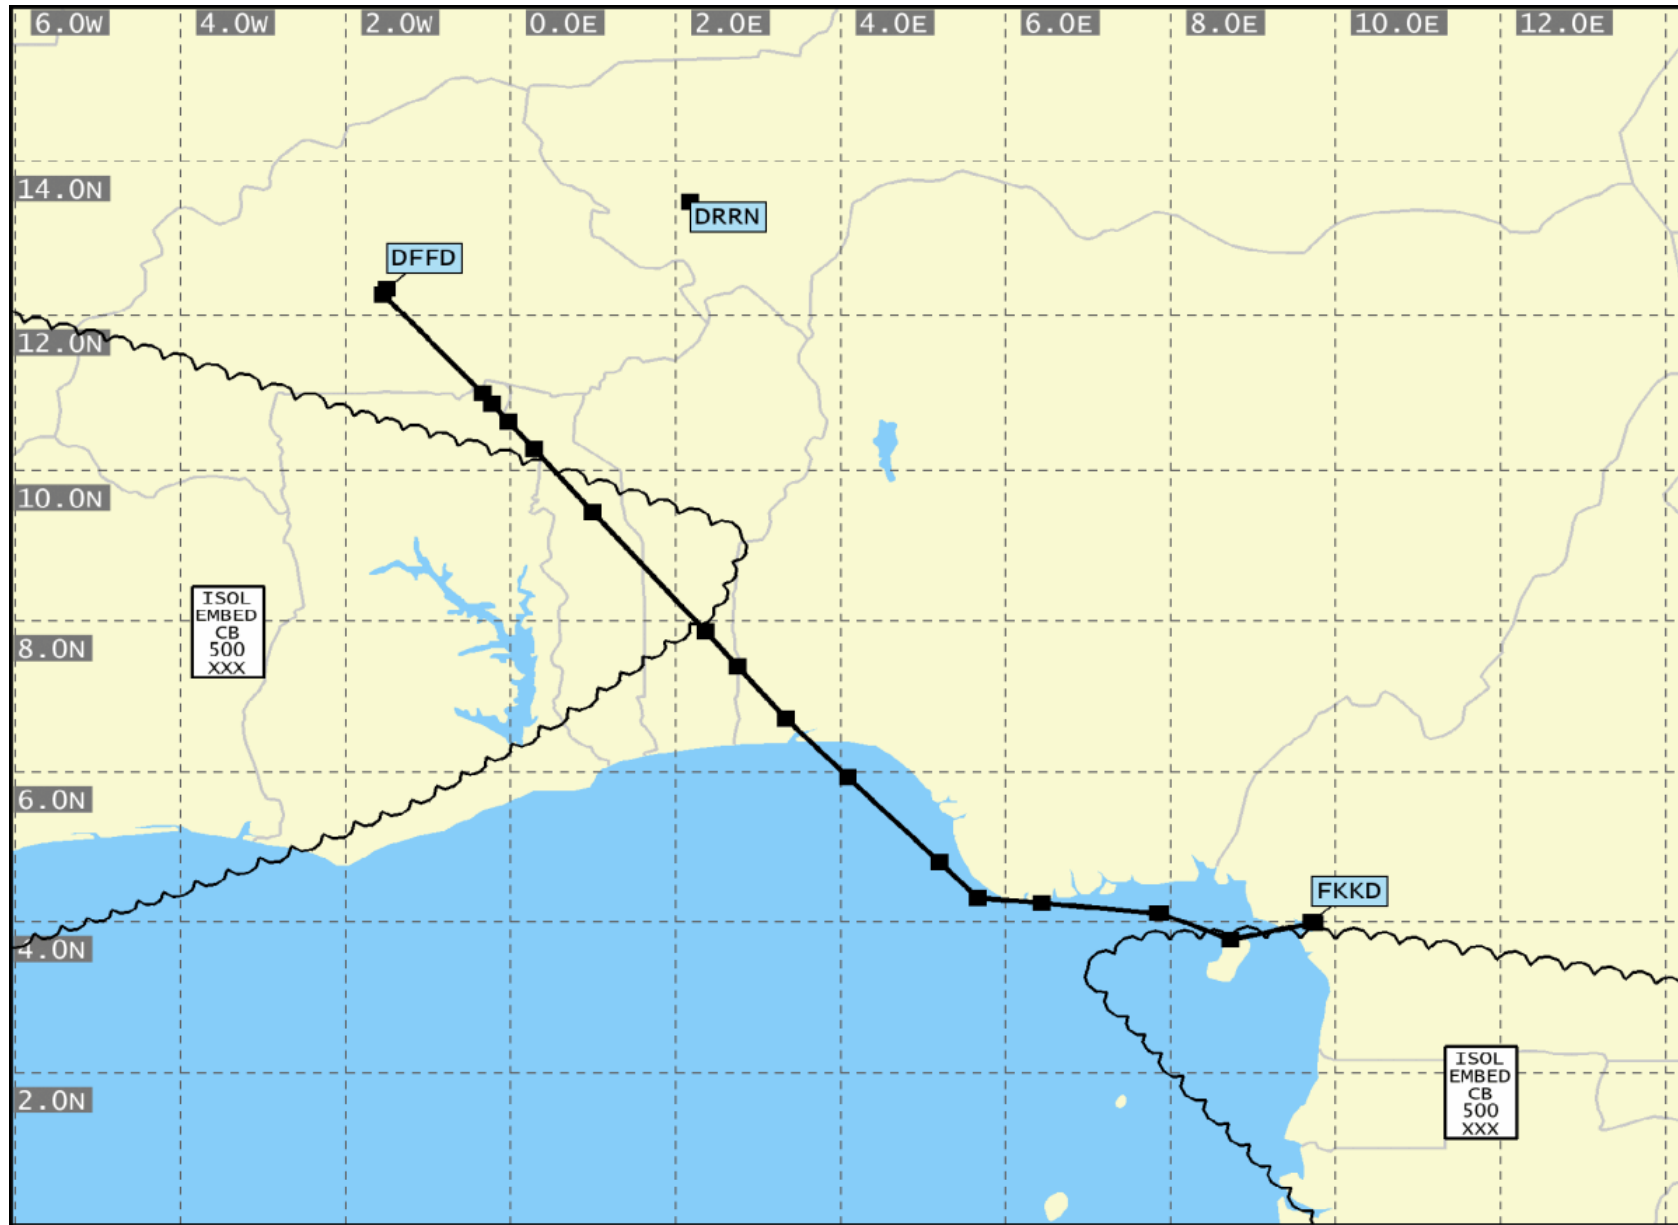 6.0W 4.0W 2.0W 0.0E 2.0E 4.0E 6.0E 8.0E 10.0E 12.0E
14.0N
DRRN
DFFD
12.0N
10.0N
ISOL
EMBED
CB
500
XXX
8.0N
6.0N
FKKD
4.0N
ISOL
EMBED
CB
500
XXX
2.0N